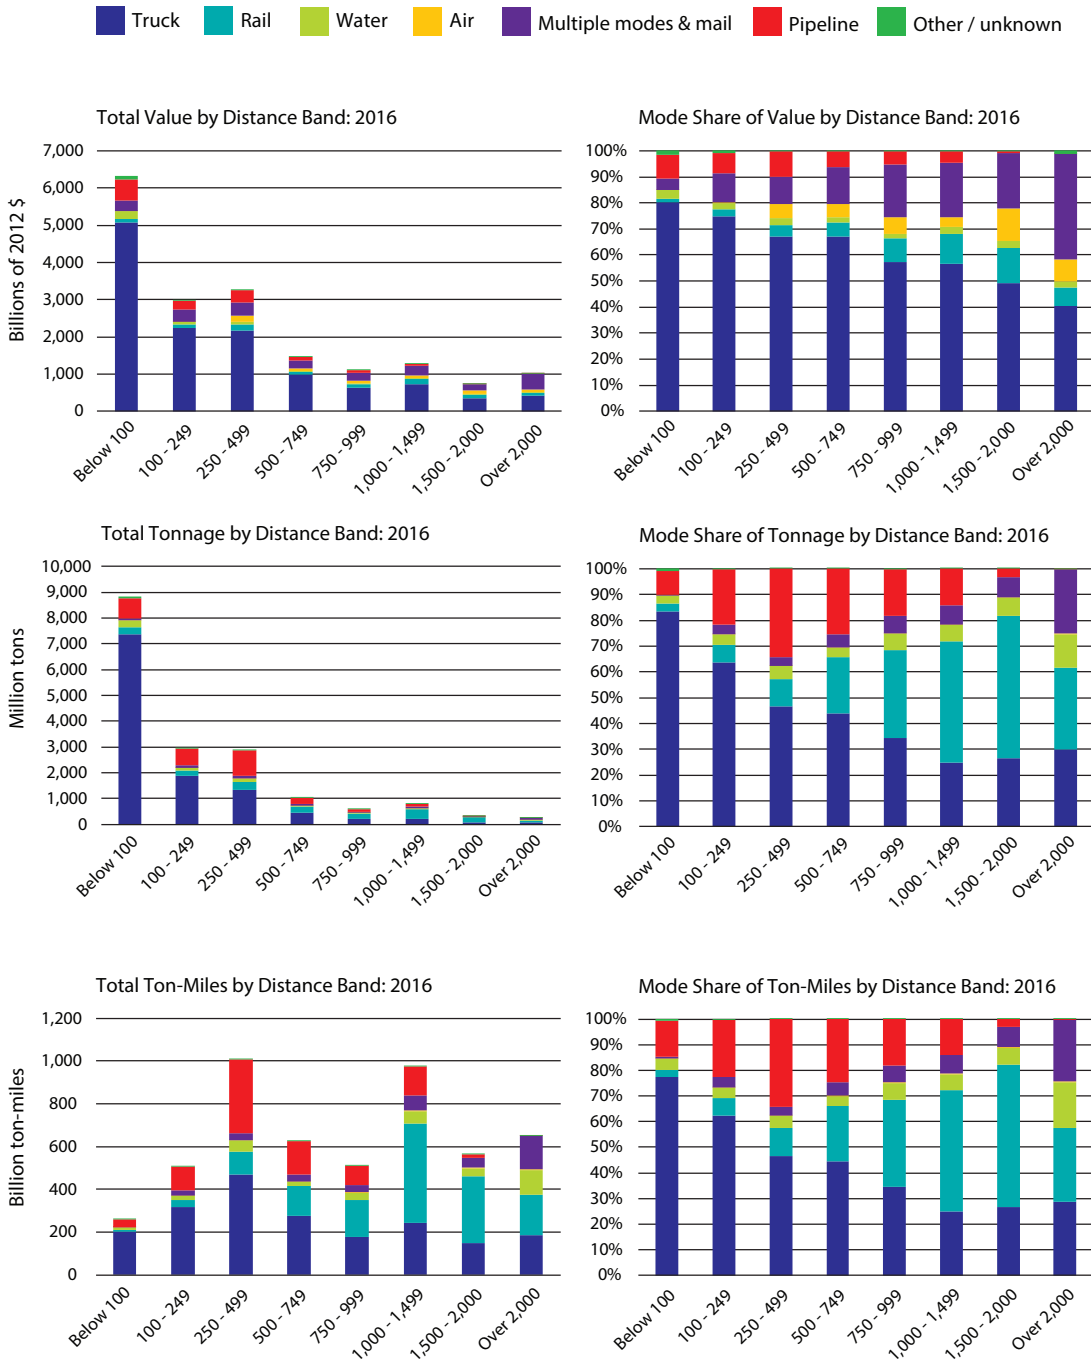 Truck Rail Water Air Multiple modes & mail Pipeline Other / unknown
Total Value by Distance Band: 2016
Billions of 2012 $
7,000
6,000
5,000
4,000
3,000
2,000
1,000
0
Below 100
100 - 249
250 - 499
500 - 749
750 - 999
1,000 - 1,499
1,500 - 2,000
Over 2,000
Mode Share of Value by Distance Band: 2016
100%
90%
80%
70%
60%
50%
40%
30%
20%
10%
0%
Below 100
100 - 249
250 - 499
500 - 749
750 - 999
1,000 - 1,499
1,500 - 2,000
Over 2,000
Total Tonnage by Distance Band: 2016
Million tons
10,000
9,000
8,000
7,000
6,000
5,000
4,000
3,000
2,000
1,000
0
Below 100
100 - 249
250 - 499
500 - 749
750 - 999
1,000 - 1,499
1,500 - 2,000
Over 2,000
Mode Share of Tonnage by Distance Band: 2016
100%
90%
80%
70%
60%
50%
40%
30%
20%
10%
0%
Below 100
100 - 249
250 - 499
500 - 749
750 - 999
1,000 - 1,499
1,500 - 2,000
Over 2,000
Total Ton-Miles by Distance Band: 2016
Billion ton-miles
1,200
1,000
800
600
400
200
0
Below 100
100 - 249
250 - 499
500 - 749
750 - 999
1,000 - 1,499
1,500 - 2,000
Over 2,000
Mode Share of Ton-Miles by Distance Band: 2016
100%
90%
80%
70%
60%
50%
40%
30%
20%
10%
0%
Below 100
100 - 249
250 - 499
500 - 749
750 - 999
1,000 - 1,499
1,500 - 2,000
Over 2,000